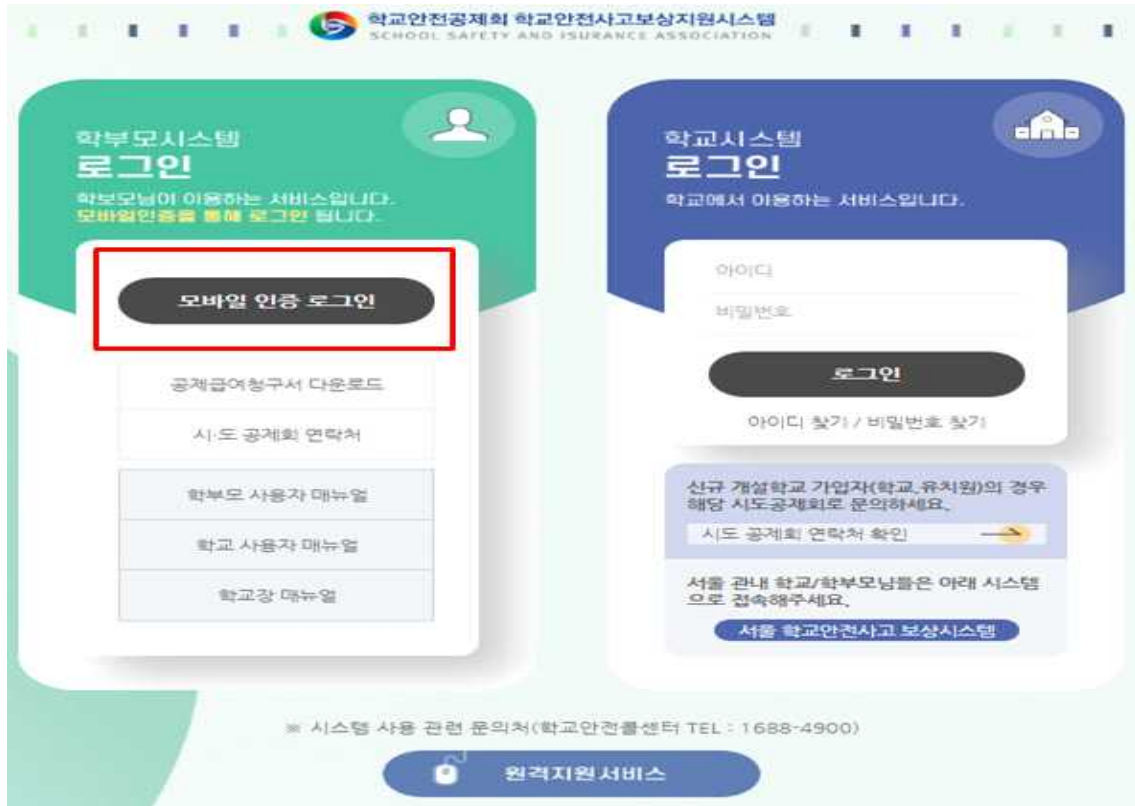 학교안전공제회 학교안전사고보상지원시스템
SCHOOL SAFETY AND ISURANCE ASSOCIATION
학부모시스템
로그인
학보모님이 이용하는 서비스입니다.
모바일인증을 통해 로그인 됩니다.
모바일 인증 로그인
공제급여청구서 다운로드
시·도 공제회 연락처
학부모 사용자 매뉴얼
학교 사용자 매뉴얼
학교장 매뉴얼
학교시스템
로그인
학교에서 이용하는 서비스입니다.
아이디
비밀번호
로그인
아이디 찾기 / 비밀번호 찾기
신규 개설학교 가입자(학교,유치원)의 경우
해당 시도공제회로 문의하세요.
시도 공제회 연락처 확인
서울 관내 학교/학부모님들은 아래 시스템
으로 접속해주세요.
서울 학교안전사고 보상시스템
※ 시스템 사용 관련 문의처(학교안전콜센터 TEL : 1688-4900)
원격지원서비스